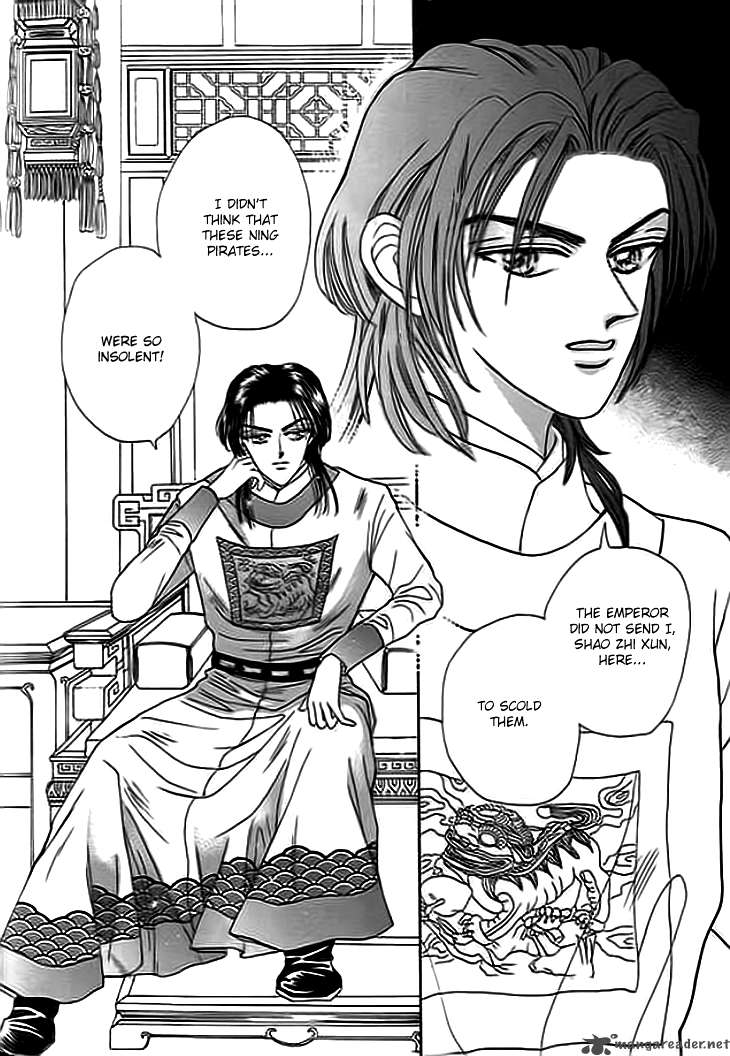 I DIDN'T
THINK THAT
THESE NING
PIRATES...
WERE SO
INSOLENT!
THE EMPEROR
DID NOT SEND I,
SHAO ZHI XUN,
HERE...
TO SCOLD
THEM.
mangareader.net